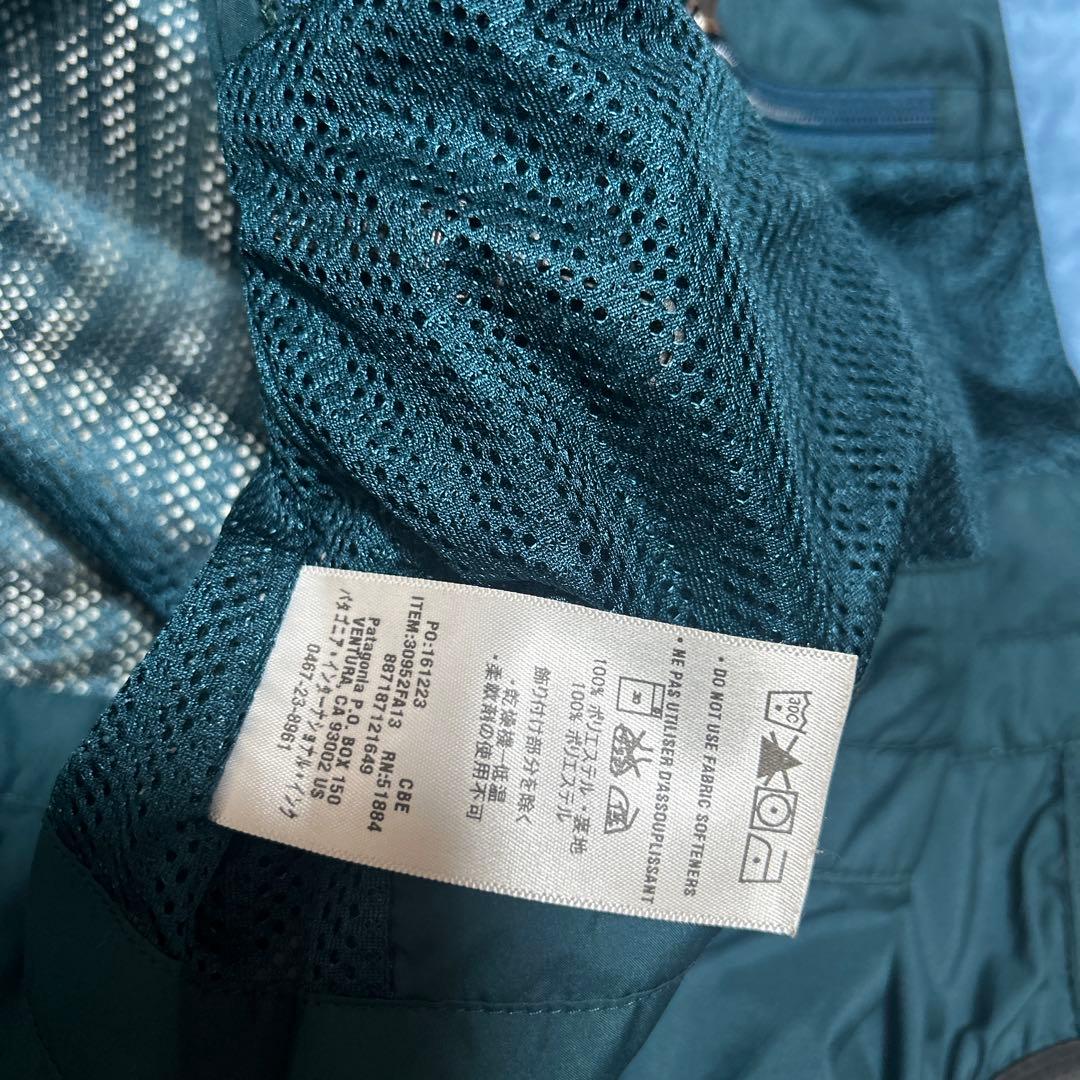 30C
• DO NOT USE FABRIC SOFTENERS
• NE PAS UTILISER D'ASSOUPLISSANT
100% ポリエステル・裏地
100% ポリエステル
飾り付け部分を除く
・乾燥機-低温
・柔軟剤の使用不可
PO:161223 CBE
ITEM:30952FA13 RN:51884
887187121649
Patagonia P.O. BOX 150
VENTURA, CA 93002 US
パタゴニア・インターナショナル・インク
0467-23-8961